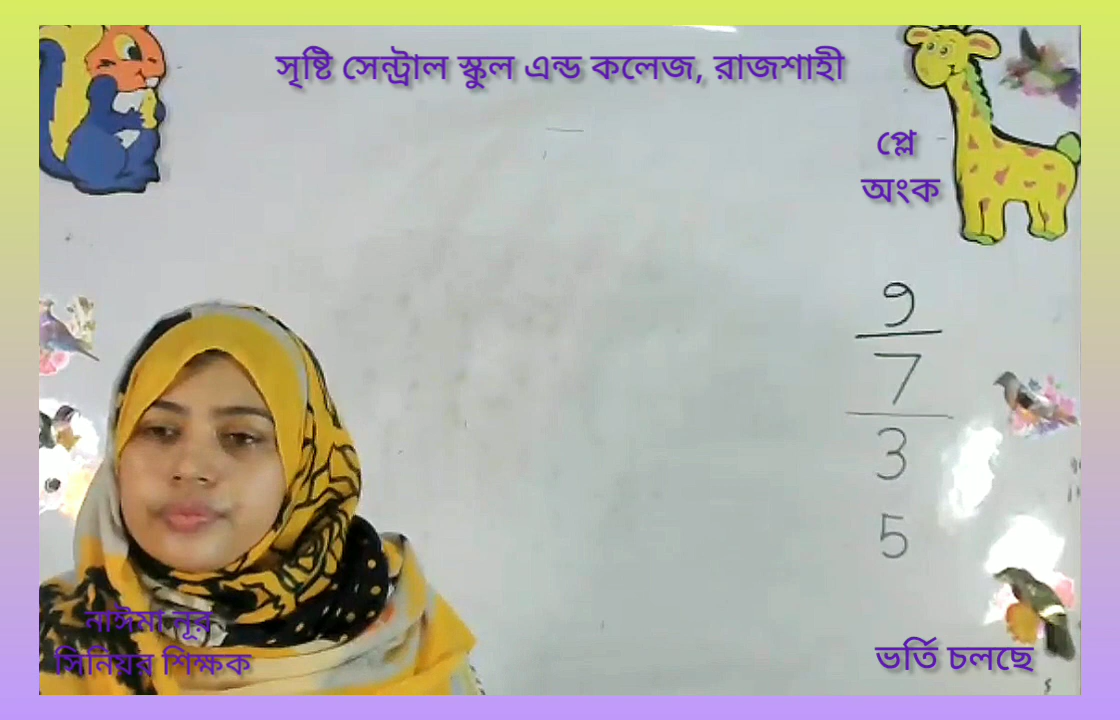 সৃষ্টি সেন্ট্রাল স্কুল এন্ড কলেজ, রাজশাহী
প্লে
অংক
9
7
3
5
নাঈমা নূর
সিনিয়র শিক্ষক
ভর্তি চলছে